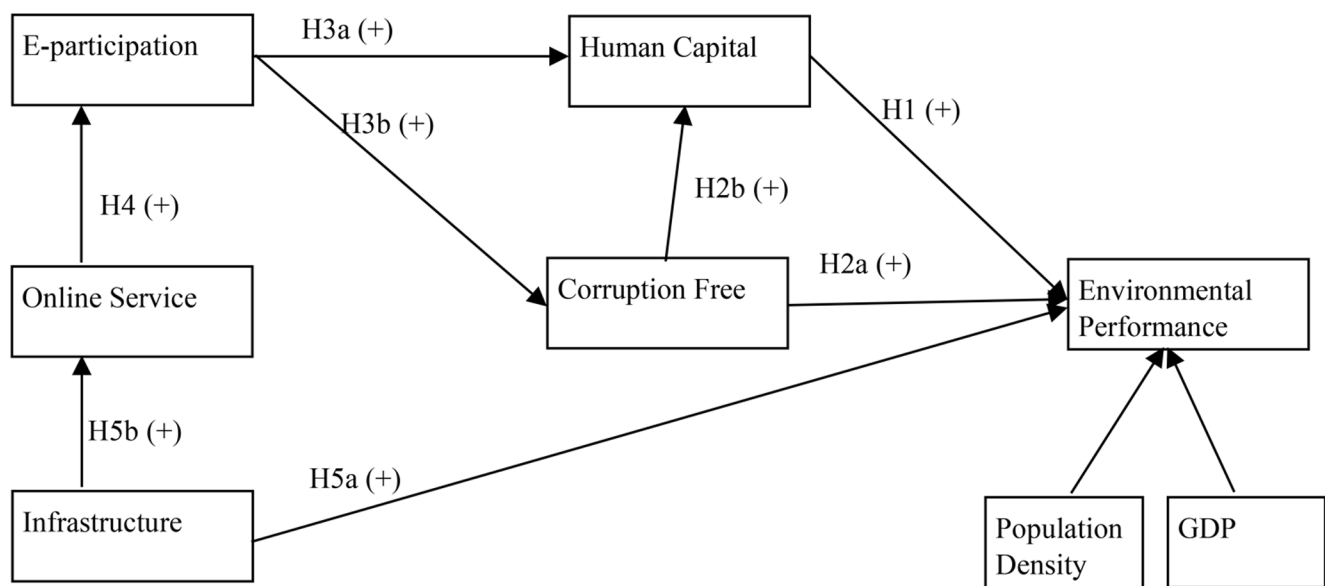 E-participation
H3a (+)
Human Capital
H3b (+)
H1 (+)
H4 (+)
H2b (+)
Online Service
Corruption Free
H2a (+)
Environmental
Performance
H5b (+)
H5a (+)
Infrastructure
Population
Density
GDP